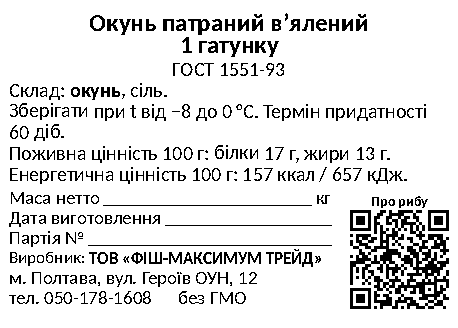 Окунь патраний в’ялений
1 гатунку
ГОСТ 1551-93
Склад: окунь, сіль.
Зберігати при t від −8 до 0 °С. Термін придатності
60 діб.
Поживна цінність 100 г: білки 17 г, жири 13 г.
Енергетична цінність 100 г: 157 ккал / 657 кДж.
Маса нетто ____________________ кг
Дата виготовлення ________________
Партія № _______________________
Про рибу
Виробник: ТОВ «ФІШ-МАКСИМУМ ТРЕЙД»
м. Полтава, вул. Героїв ОУН, 12
тел. 050-178-1608 без ГМО